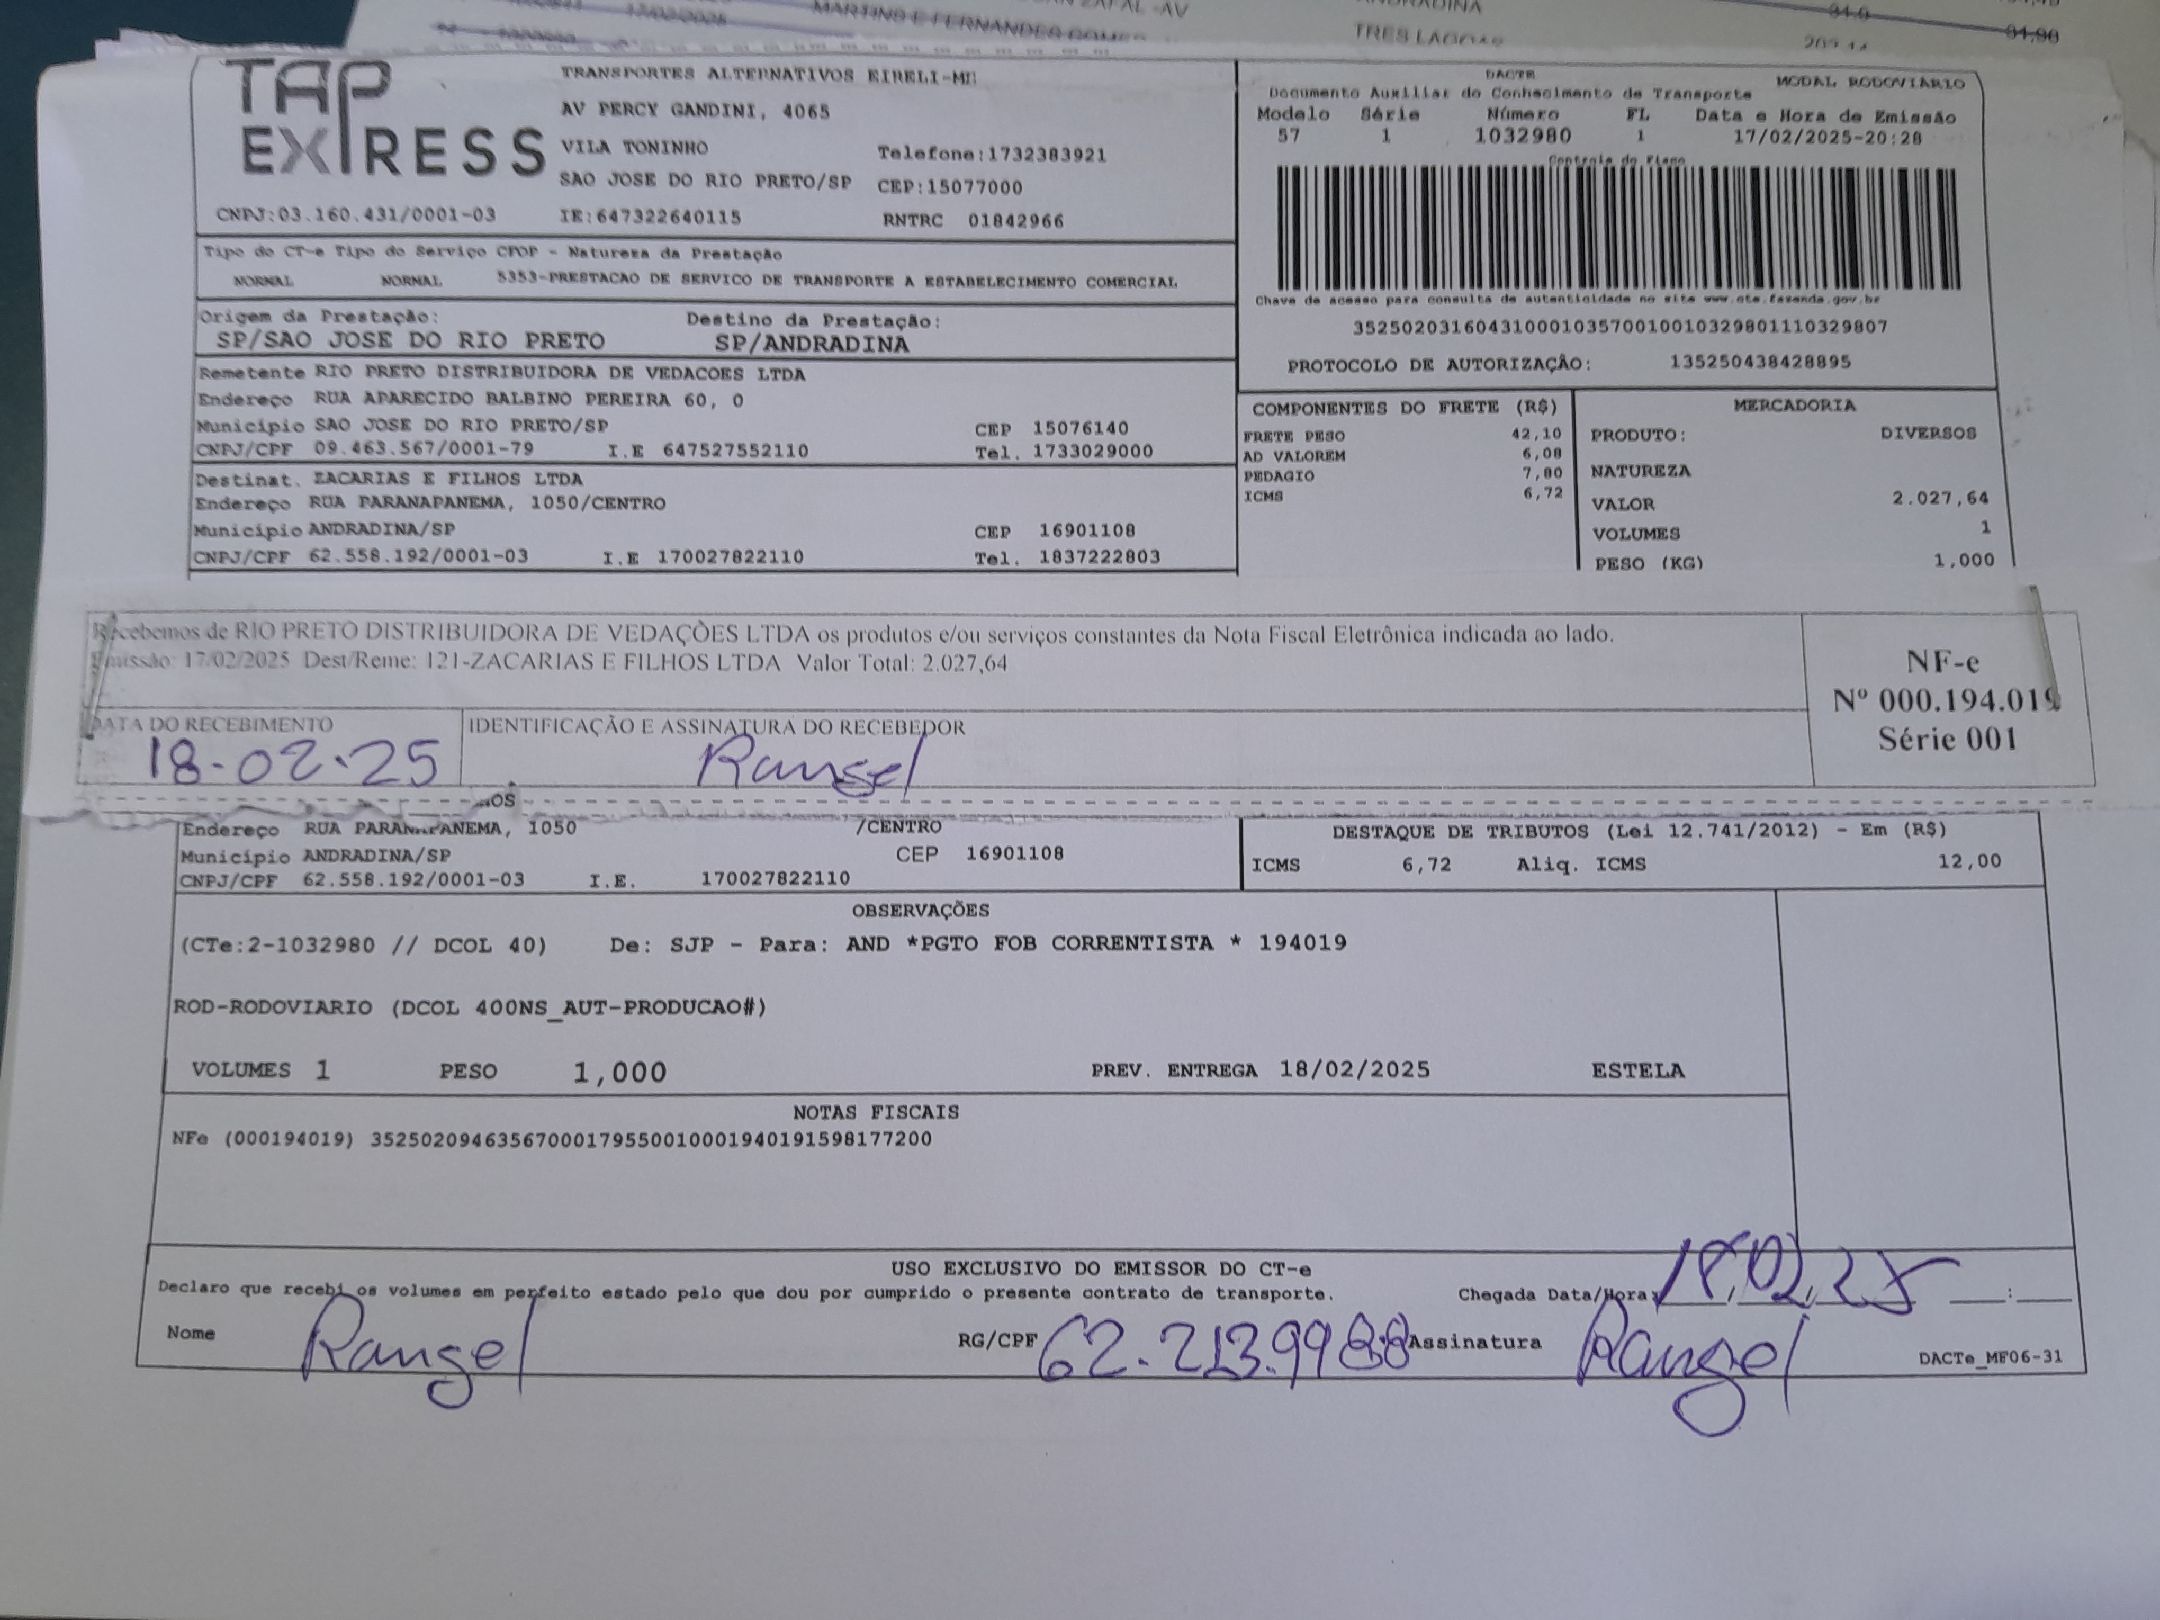 TRES LAGOAS
TAP EXPRESS
TRANSPORTES ALTERNATIVOS EIRELI-ME
AV PERCY GANDINI, 4065
VILA TONINHO Telefone:1732383921
SAO JOSE DO RIO PRETO/SP CEP:15077000
CNPJ:03.160.431/0001-03 IE:647322640115 RNTRC 01842966
DACTE MODAL RODOVIÁRIO
Documento Auxiliar do Conhecimento de Transporte
Modelo Série Número FL Data e Hora de Emissão
57 1 1032980 1 17/02/2025-20:28
Controle do Fisco
Chave de acesso para consulta de autenticidade no site www.cte.fazenda.gov.br
35250203160431000103570010010329801110329807
PROTOCOLO DE AUTORIZAÇÃO: 135250438428895
Tipo do CT-e Tipo do Serviço CFOP - Natureza da Prestação
NORMAL NORMAL 5353-PRESTACAO DE SERVICO DE TRANSPORTE A ESTABELECIMENTO COMERCIAL
Origem da Prestação: Destino da Prestação:
SP/SAO JOSE DO RIO PRETO SP/ANDRADINA
Remetente RIO PRETO DISTRIBUIDORA DE VEDACOES LTDA
Endereço RUA APARECIDO BALBINO PEREIRA 60, 0
Município SAO JOSE DO RIO PRETO/SP CEP 15076140
CNPJ/CPF 09.463.567/0001-79 I.E 647527552110 Tel. 1733029000
Destinat. ZACARIAS E FILHOS LTDA
Endereço RUA PARANAPANEMA, 1050/CENTRO
Município ANDRADINA/SP CEP 16901108
CNPJ/CPF 62.558.192/0001-03 I.E 170027822110 Tel. 1837222803
COMPONENTES DO FRETE (R$)
FRETE PESO 42,10
AD VALOREM 6,08
PEDAGIO 7,80
ICMS 6,72
MERCADORIA
PRODUTO: DIVERSOS
NATUREZA
VALOR 2.027,64
VOLUMES 1
PESO (KG) 1,000
Recebemos de RIO PRETO DISTRIBUIDORA DE VEDAÇÕES LTDA os produtos e/ou serviços constantes da Nota Fiscal Eletrônica indicada ao lado.
Emissão: 17/02/2025 Dest/Reme: 121-ZACARIAS E FILHOS LTDA Valor Total: 2.027,64
NF-e
Nº 000.194.019
Série 001
DATA DO RECEBIMENTO IDENTIFICAÇÃO E ASSINATURA DO RECEBEDOR
18-02-25 Rangel
Endereço RUA PARANAPANEMA, 1050 /CENTRO
Município ANDRADINA/SP CEP 16901108
CNPJ/CPF 62.558.192/0001-03 I.E. 170027822110
DESTAQUE DE TRIBUTOS (Lei 12.741/2012) - Em (R$)
ICMS 6,72 Aliq. ICMS 12,00
OBSERVAÇÕES
(CTe:2-1032980 // DCOL 40) De: SJP - Para: AND *PGTO FOB CORRENTISTA * 194019
ROD-RODOVIARIO (DCOL 400NS_AUT-PRODUCAO#)
VOLUMES 1 PESO 1,000 PREV. ENTREGA 18/02/2025 ESTELA
NOTAS FISCAIS
NFe (000194019) 35250209463567000179550010001940191598177200
USO EXCLUSIVO DO EMISSOR DO CT-e
Declaro que recebi os volumes em perfeito estado pelo que dou por cumprido o presente contrato de transporte. Chegada Data/Hora: 18,02,25 ___:___
Nome Rangel RG/CPF 62.213.998-8 Assinatura Rangel
DACTe_MF06-31